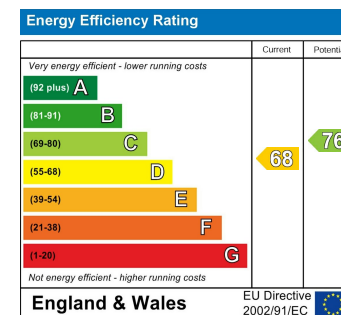 Energy Efficiency Rating
Current Potenti
Very energy efficient - lower running costs
(92 plus) A
(81-91) B
(69-80) C
(55-68) D
(39-54) E
(21-38) F
(1-20) G
68
76
Not energy efficient - higher running costs
England & Wales
EU Directive
2002/91/EC